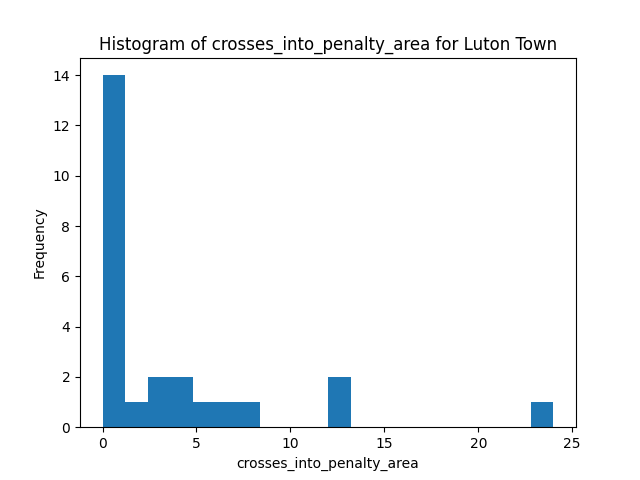 Histogram of crosses_into_penalty_area for Luton Town
14
12
10
8
6
4
2
0
Frequency
0 5 10 15 20 25
crosses_into_penalty_area